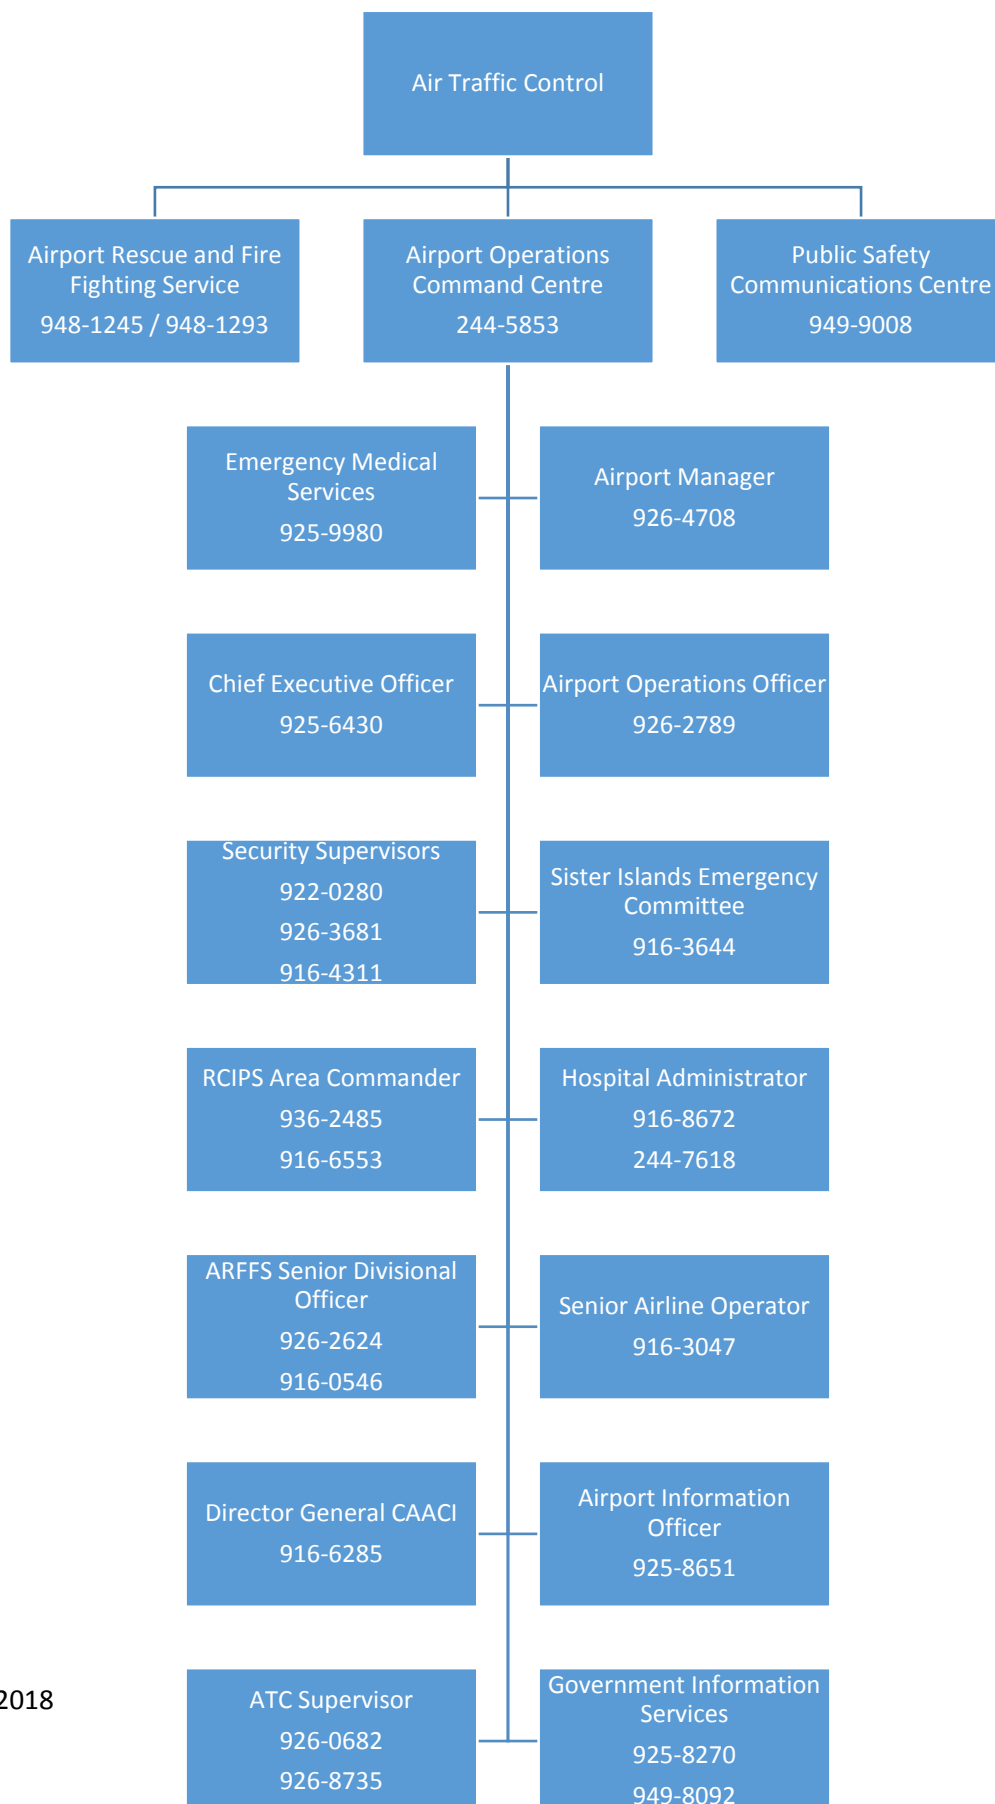 Air Traffic Control
Airport Rescue and Fire
Fighting Service
948-1245 / 948-1293
Airport Operations
Command Centre
244-5853
Public Safety
Communications Centre
949-9008
Emergency Medical
Services
925-9980
Airport Manager
926-4708
Chief Executive Officer
925-6430
Airport Operations Officer
926-2789
Security Supervisors
922-0280
926-3681
916-4311
Sister Islands Emergency
Committee
916-3644
RCIPS Area Commander
936-2485
916-6553
Hospital Administrator
916-8672
244-7618
ARFFS Senior Divisional
Officer
926-2624
916-0546
Senior Airline Operator
916-3047
Director General CAACI
916-6285
Airport Information
Officer
925-8651
2018
ATC Supervisor
926-0682
926-8735
Government Information
Services
925-8270
949-8092